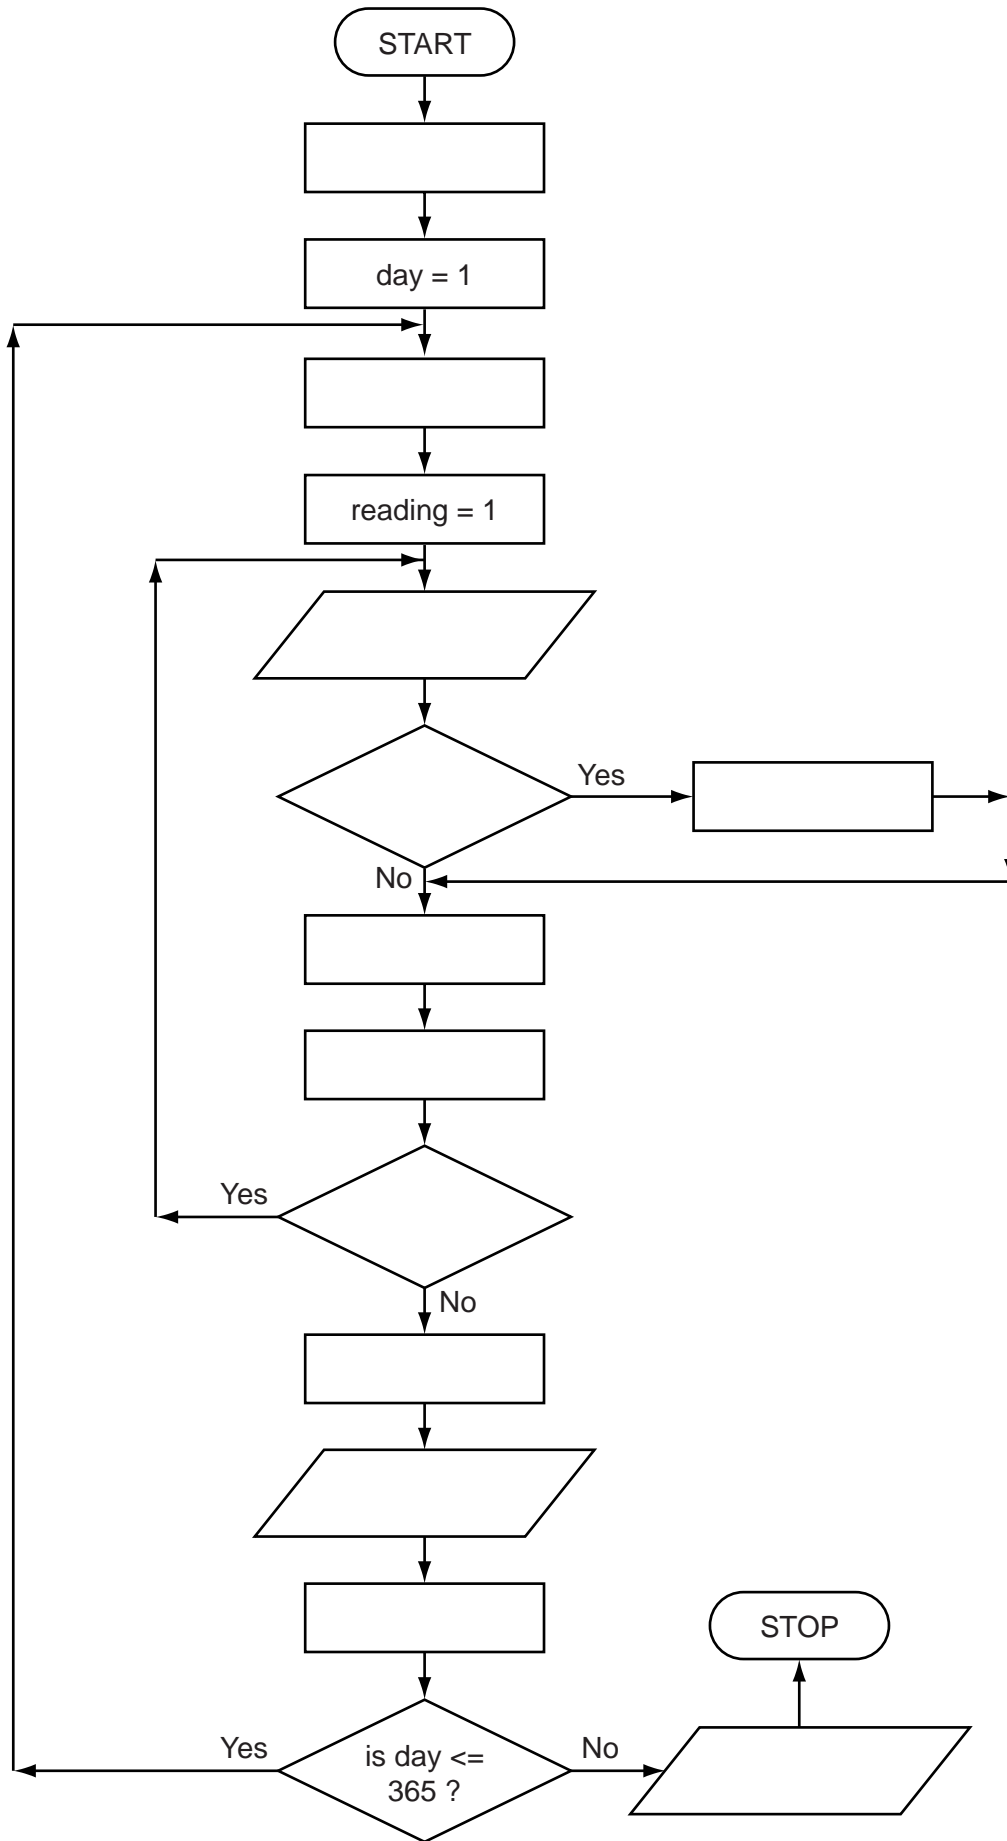 START
day = 1
reading = 1
Yes
No
Yes
No
STOP
Yes
is day <=
365 ?
No